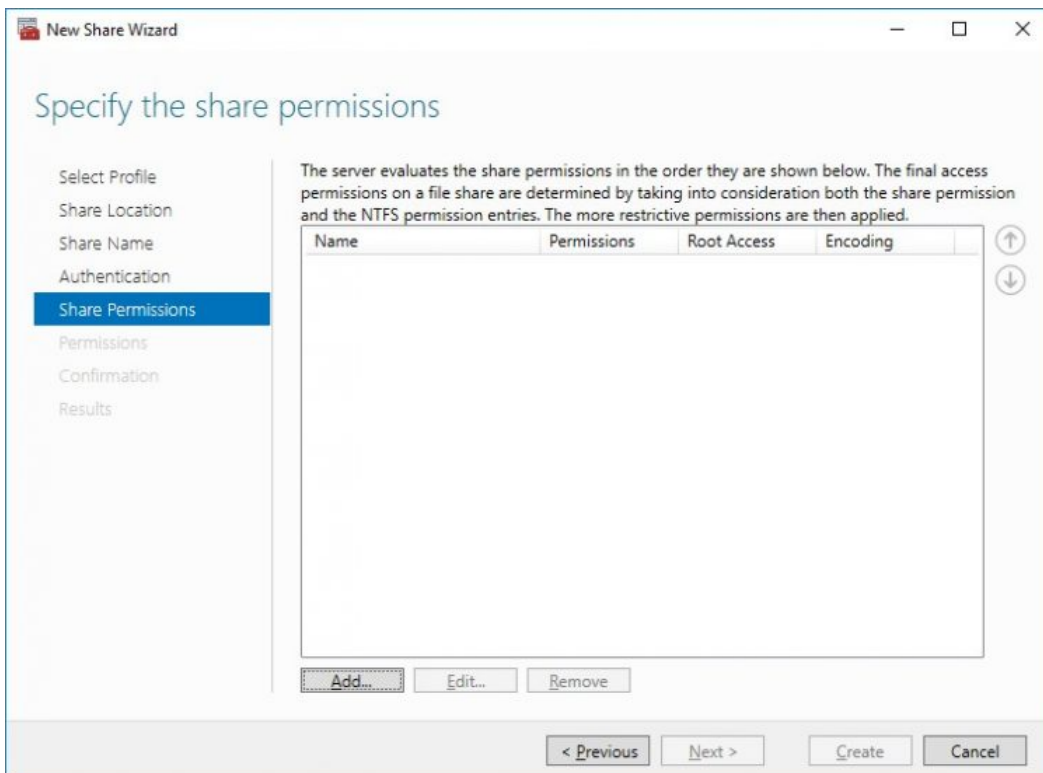 New Share Wizard
Specify the share permissions
Select Profile
Share Location
Share Name
Authentication
Share Permissions
Permissions
Confirmation
Results
The server evaluates the share permissions in the order they are shown below. The final access
permissions on a file share are determined by taking into consideration both the share permission
and the NTFS permission entries. The more restrictive permissions are then applied.
Name Permissions Root Access Encoding
Add... Edit... Remove
< Previous Next > Create Cancel